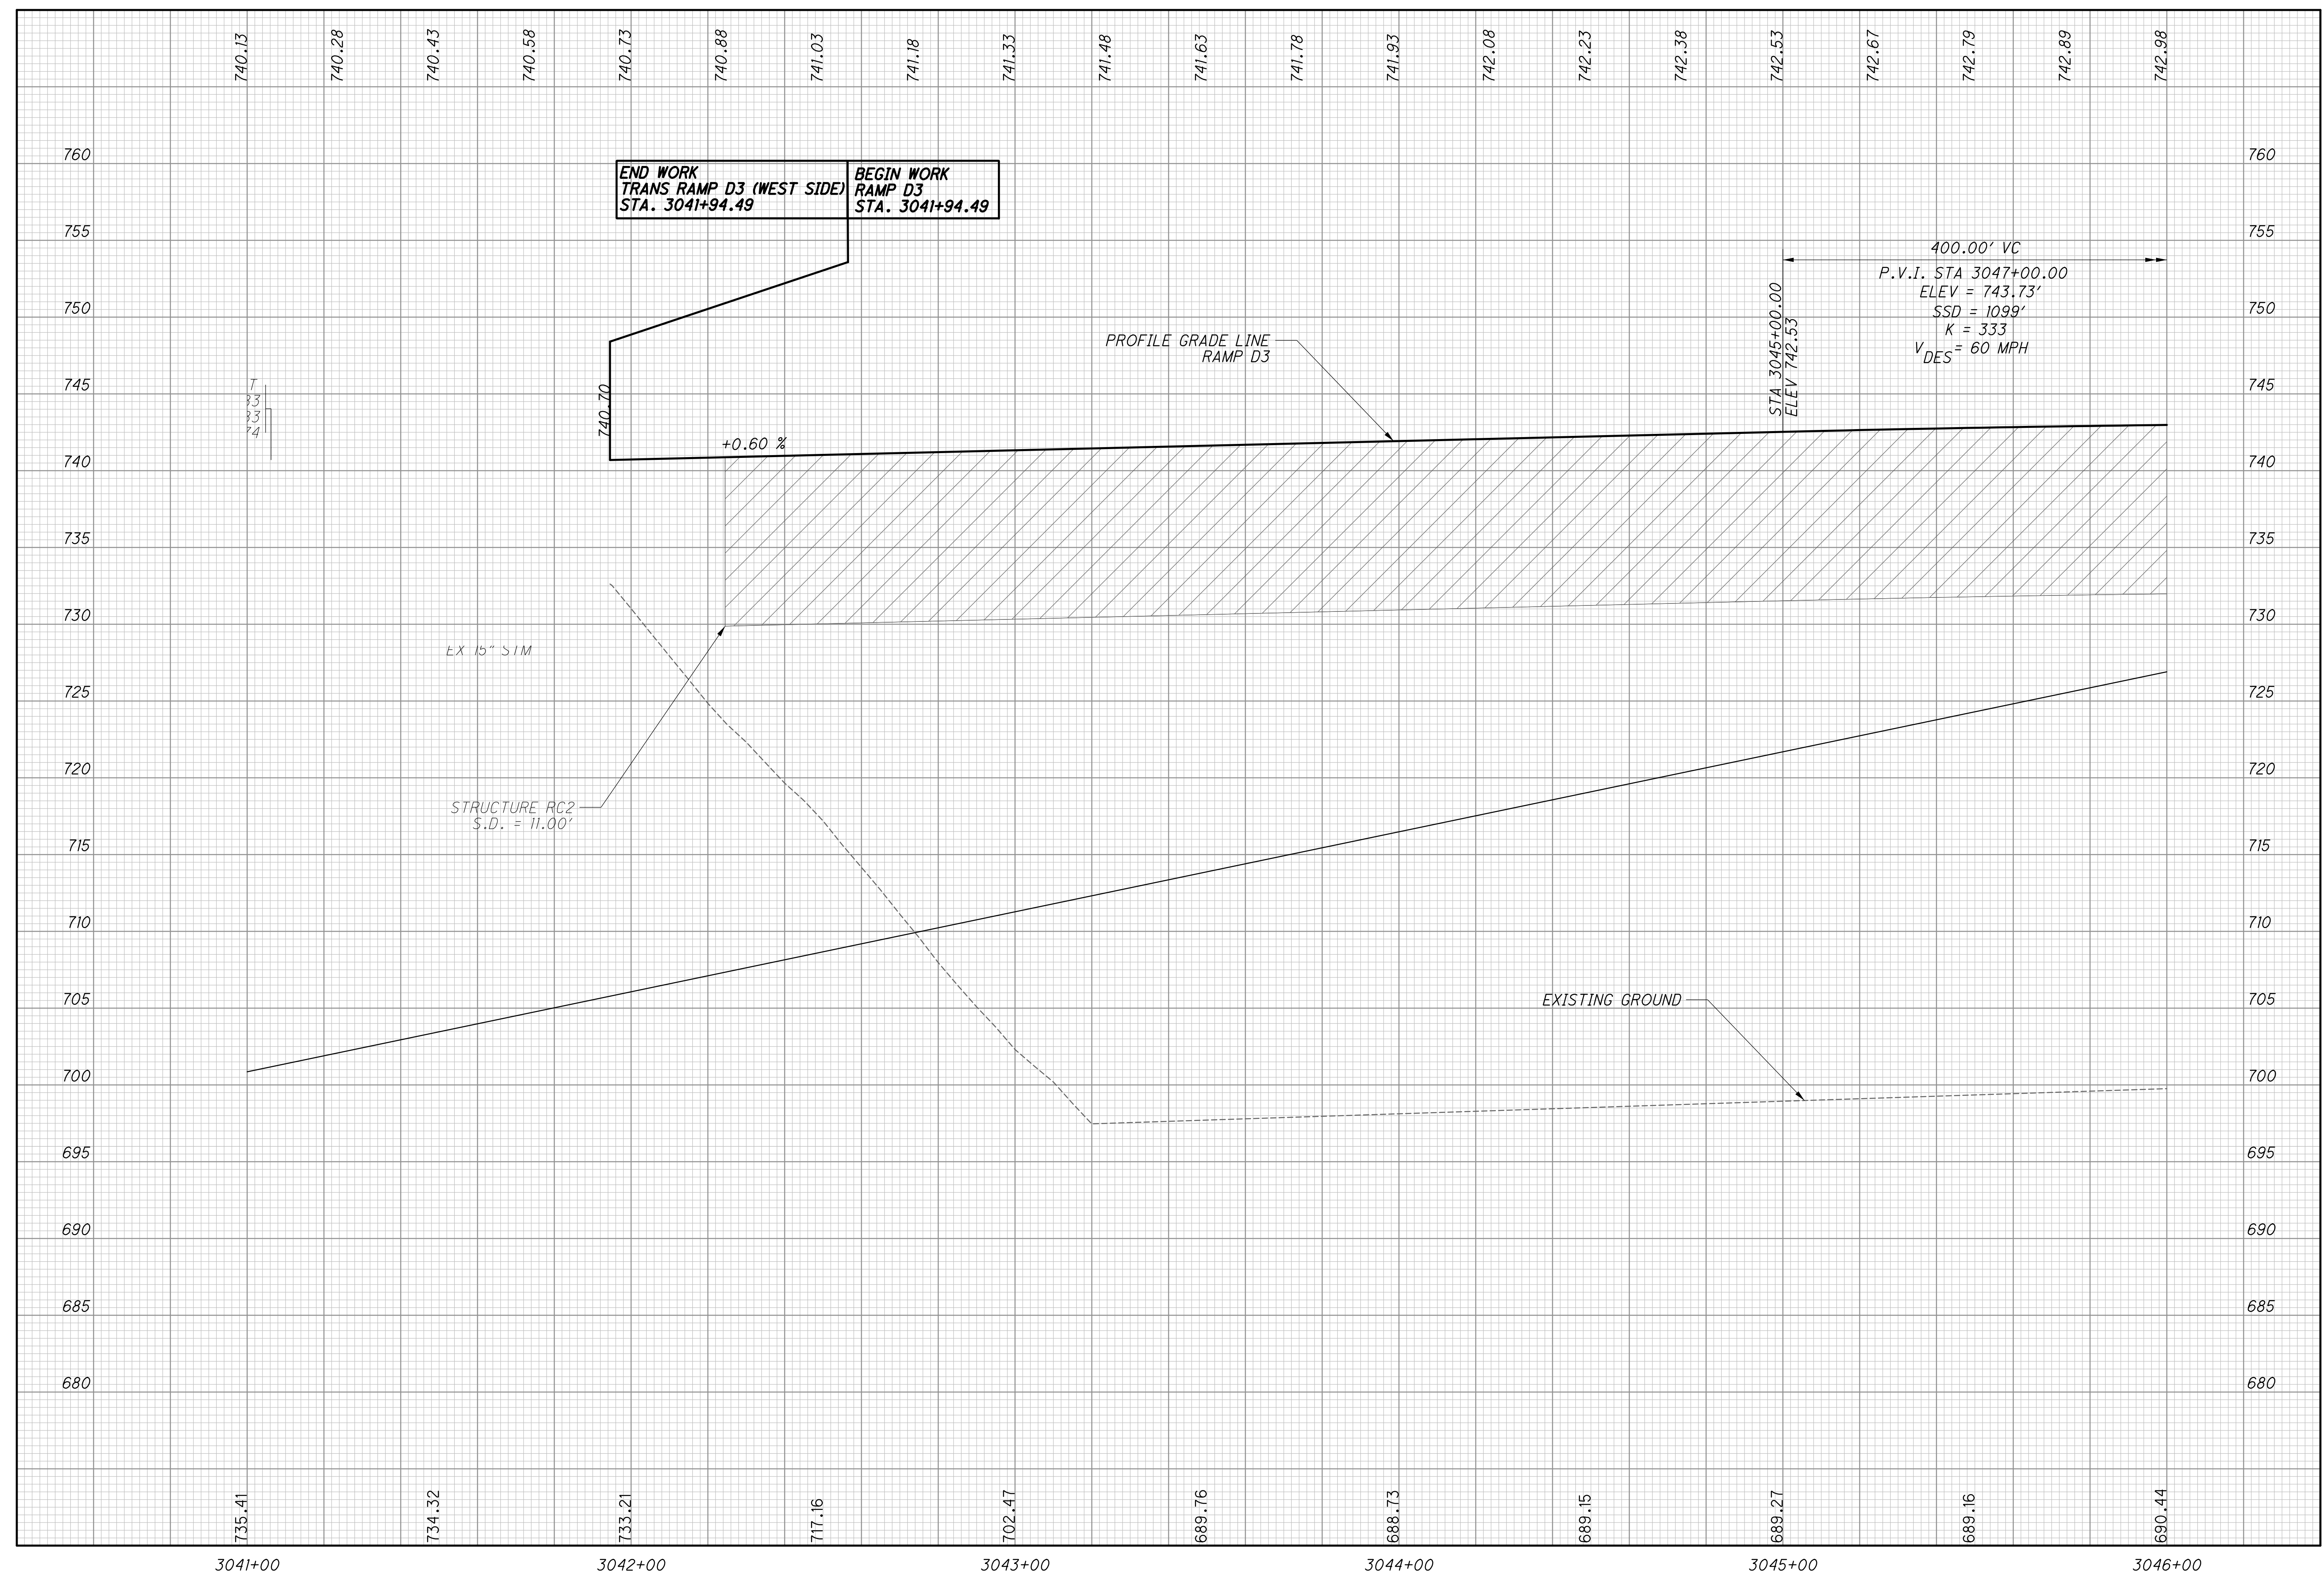 740.13 740.28 740.43 740.58 740.73 740.88 741.03 741.18 741.33 741.48 741.63 741.78 741.93 742.08 742.23 742.38 742.53 742.67 742.79 742.89 742.98
760 760
END WORK
TRANS RAMP D3 (WEST SIDE)
STA. 3041+94.49
BEGIN WORK
RAMP D3
STA. 3041+94.49
755 755
400.00' VC
P.V.I. STA 3047+00.00
ELEV = 743.73'
SSD = 1099'
K = 333
VDES = 60 MPH
STA 3045+00.00
ELEV 742.53
750 750
PROFILE GRADE LINE
RAMP D3
745 745
T
33
33
74
740.70
+0.60 %
740 740
735 735
730 730
EX 15" STM
725 725
720 720
STRUCTURE RC2
S.D. = 11.00'
715 715
710 710
705 705
EXISTING GROUND
700 700
695 695
690 690
685 685
680 680
735.41 734.32 733.21 717.16 702.47 689.76 688.73 689.15 689.27 689.16 690.44
3041+00 3042+00 3043+00 3044+00 3045+00 3046+00